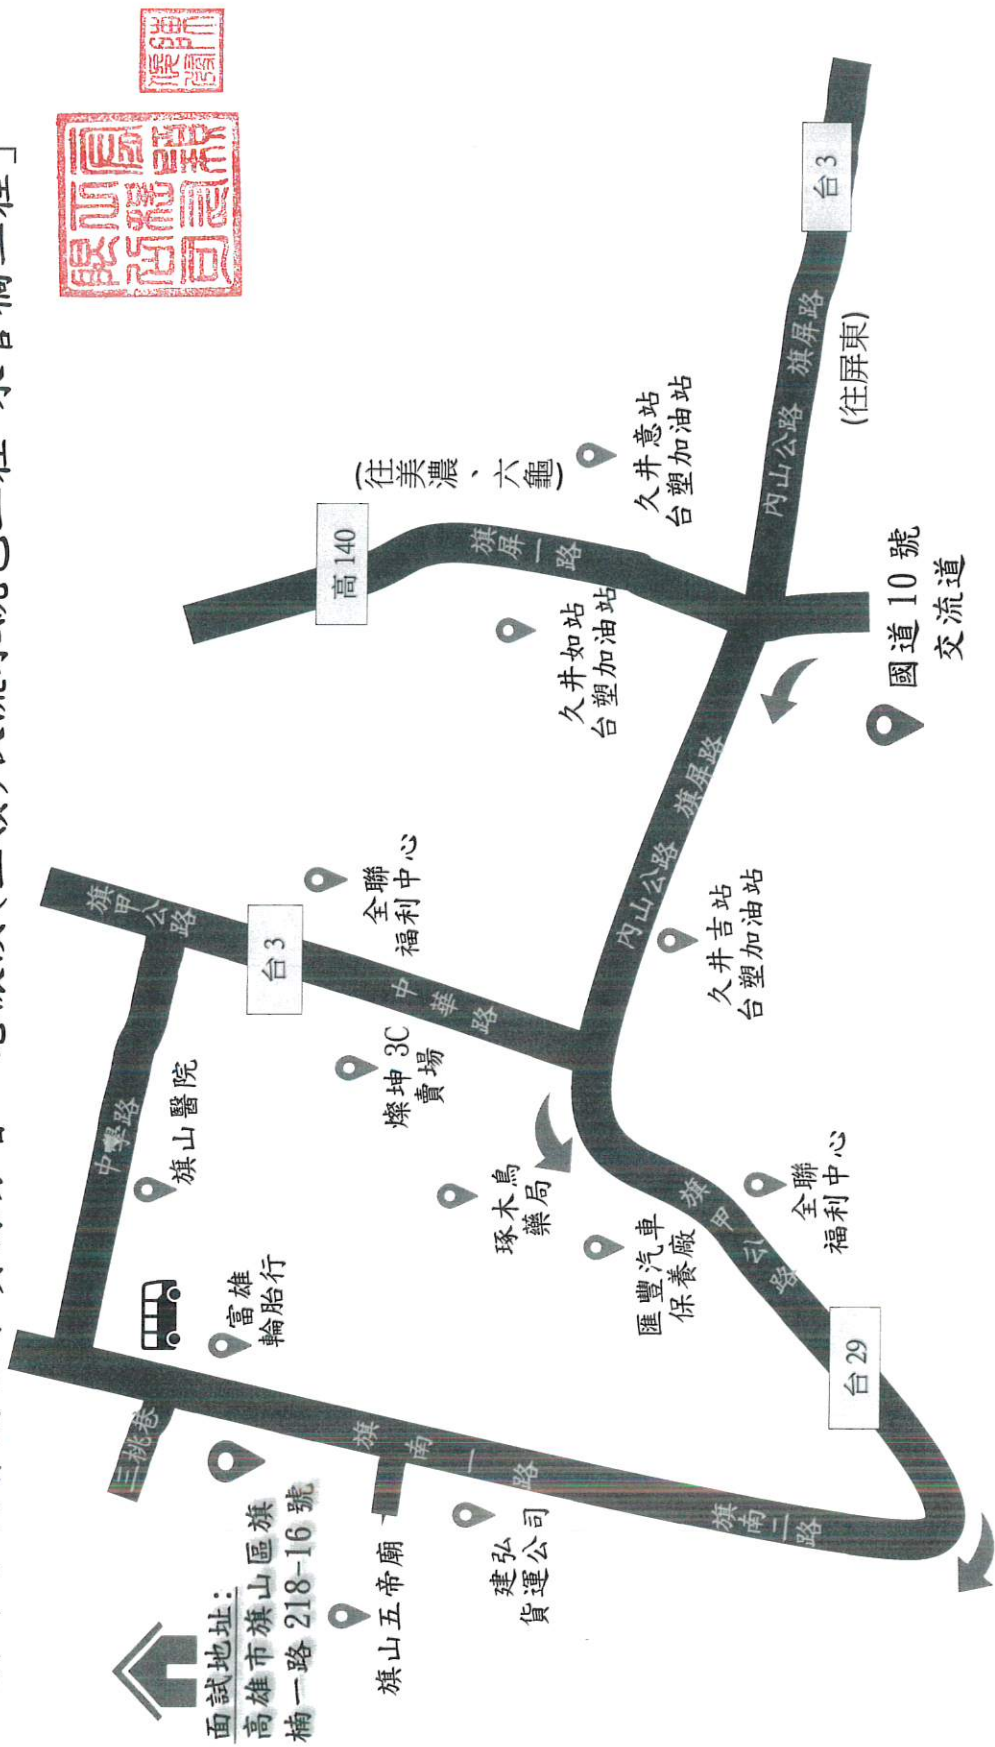 面試地址:
高雄市旗山區旗
楠一路 218-16 號
三桃巷
中學路
旗山醫院
富雄
輪胎行
旗甲公路
台 3
全聯
福利中心
中華路
燦坤 3C
賣場
高 140
(往美濃、六龜)
旗屏一路
旗山五帝廟
旗南一路
建弘
貨運公司
琢木鳥
藥局
匯豐汽車
保養廠
久井如站
台塑加油站
久井意站
台塑加油站
內山公路 旗屏路
久井吉站
台塑加油站
旗甲公路
全聯
福利中心
旗南二路
台 29
內山公路 旗屏路
台 3
(往屏東)
國道 10 號
交流道